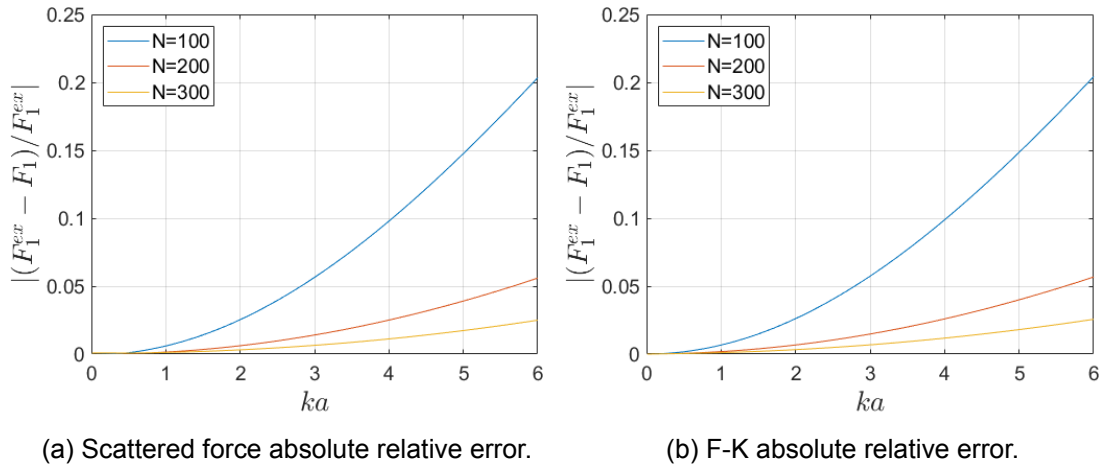 0.25
0.2
0.15
0.1
0.05
0
|(F₁ᵉˣ − F₁)/F₁ᵉˣ|
N=100
N=200
N=300
0 1 2 3 4 5 6
ka
(a) Scattered force absolute relative error.
0.25
0.2
0.15
0.1
0.05
0
|(F₁ᵉˣ − F₁)/F₁ᵉˣ|
N=100
N=200
N=300
0 1 2 3 4 5 6
ka
(b) F-K absolute relative error.